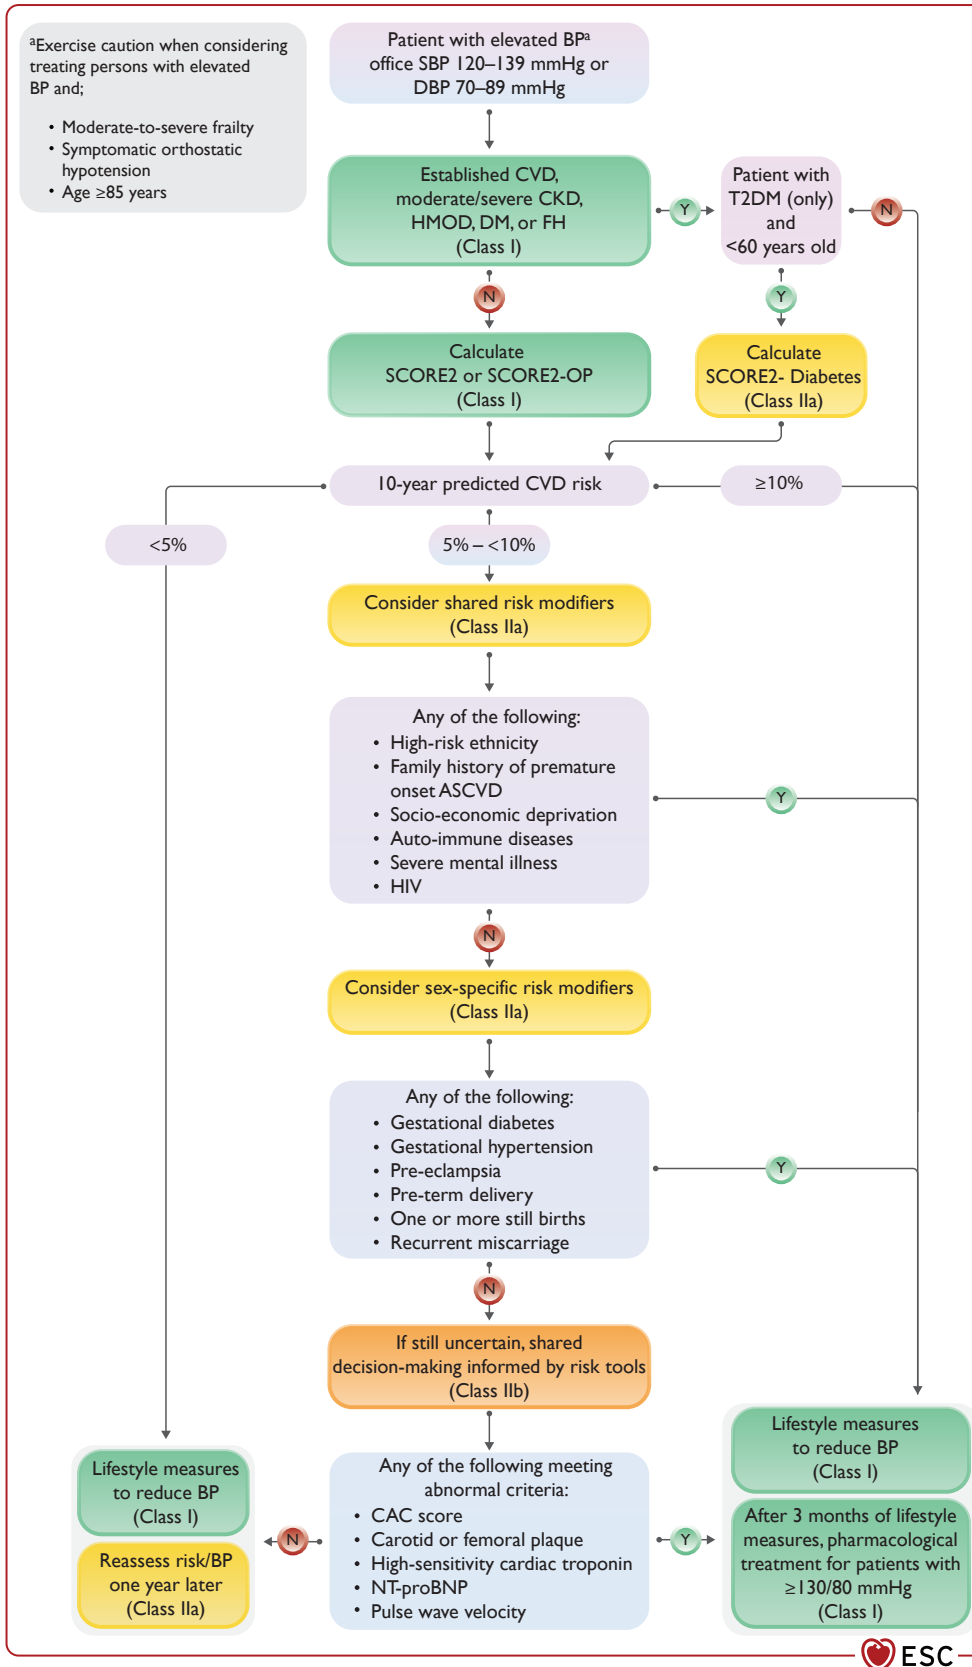 aExercise caution when considering
treating persons with elevated
BP and;
• Moderate-to-severe frailty
• Symptomatic orthostatic
hypotension
• Age ≥85 years
Patient with elevated BPa
office SBP 120–139 mmHg or
DBP 70–89 mmHg
Established CVD,
moderate/severe CKD,
HMOD, DM, or FH
(Class I)
Y
Patient with
T2DM (only)
and
<60 years old
N
N
Y
Calculate
SCORE2 or SCORE2-OP
(Class I)
Calculate
SCORE2- Diabetes
(Class IIa)
10-year predicted CVD risk
≥10%
<5%
5% – <10%
Consider shared risk modifiers
(Class IIa)
Any of the following:
• High-risk ethnicity
• Family history of premature
onset ASCVD
• Socio-economic deprivation
• Auto-immune diseases
• Severe mental illness
• HIV
Y
N
Consider sex-specific risk modifiers
(Class IIa)
Any of the following:
• Gestational diabetes
• Gestational hypertension
• Pre-eclampsia
• Pre-term delivery
• One or more still births
• Recurrent miscarriage
Y
N
If still uncertain, shared
decision-making informed by risk tools
(Class IIb)
Any of the following meeting
abnormal criteria:
• CAC score
• Carotid or femoral plaque
• High-sensitivity cardiac troponin
• NT-proBNP
• Pulse wave velocity
N
Y
Lifestyle measures
to reduce BP
(Class I)
Reassess risk/BP
one year later
(Class IIa)
Lifestyle measures
to reduce BP
(Class I)
After 3 months of lifestyle
measures, pharmacological
treatment for patients with
≥130/80 mmHg
(Class I)
ESC